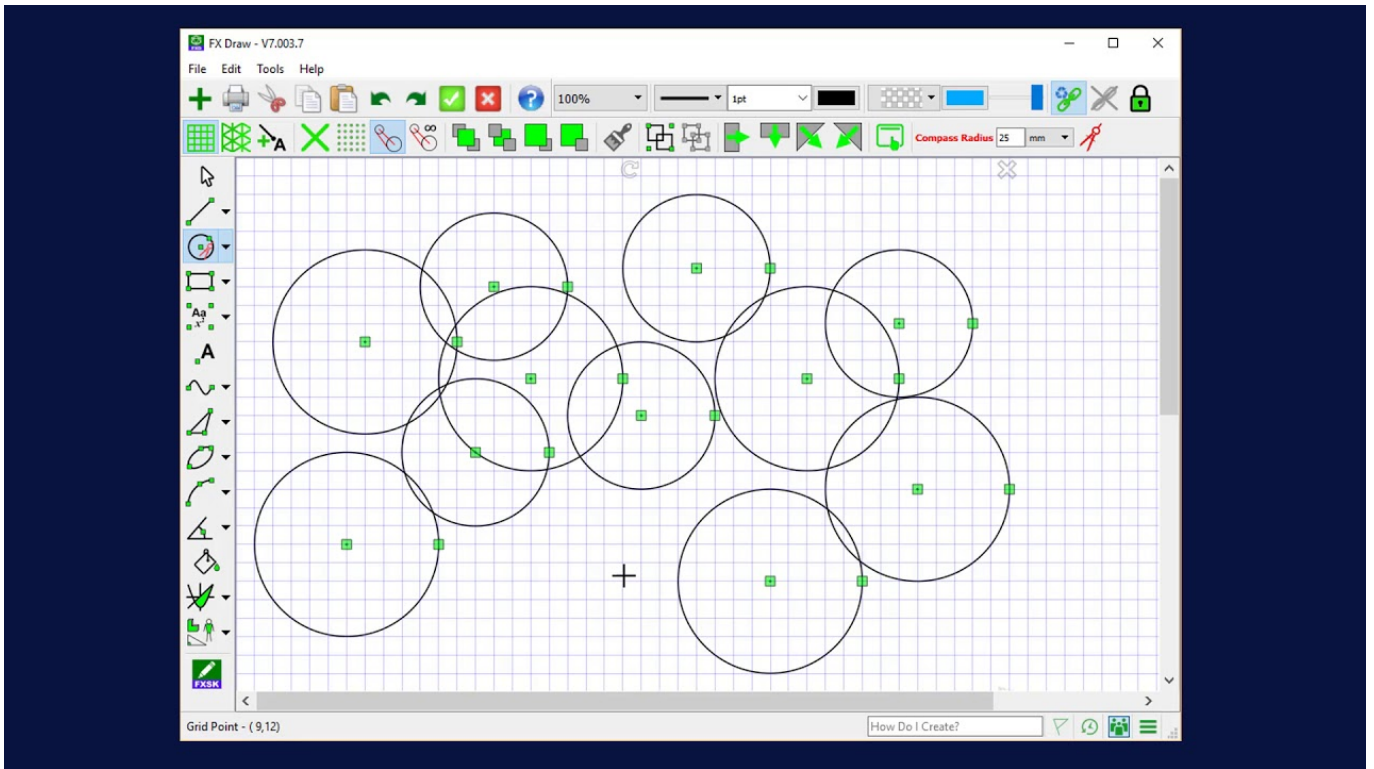 FX Draw - V7.003.7
File Edit Tools Help
100% 1pt
A ∞ Compass Radius 25 mm
Aa
x²
A
FXSK
Grid Point - ( 9,12) How Do I Create?